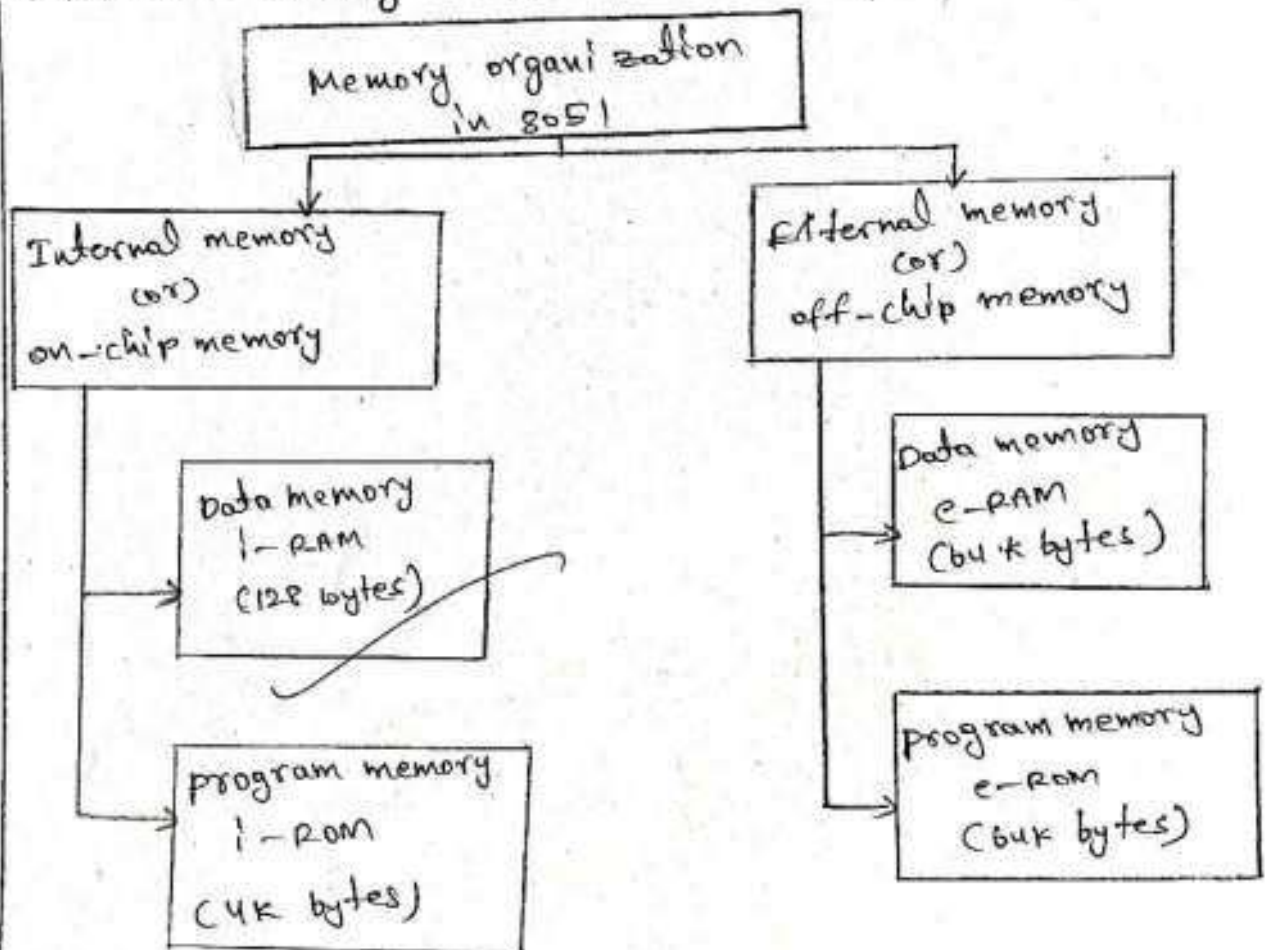 Memory organization
in 8051
Internal memory
(or)
on-chip memory
External memory
(or)
off-chip memory
Data memory
i-RAM
(128 bytes)
Data memory
e-RAM
(64 k bytes)
program memory
i-ROM
(4K bytes)
program memory
e-ROM
(64K bytes)